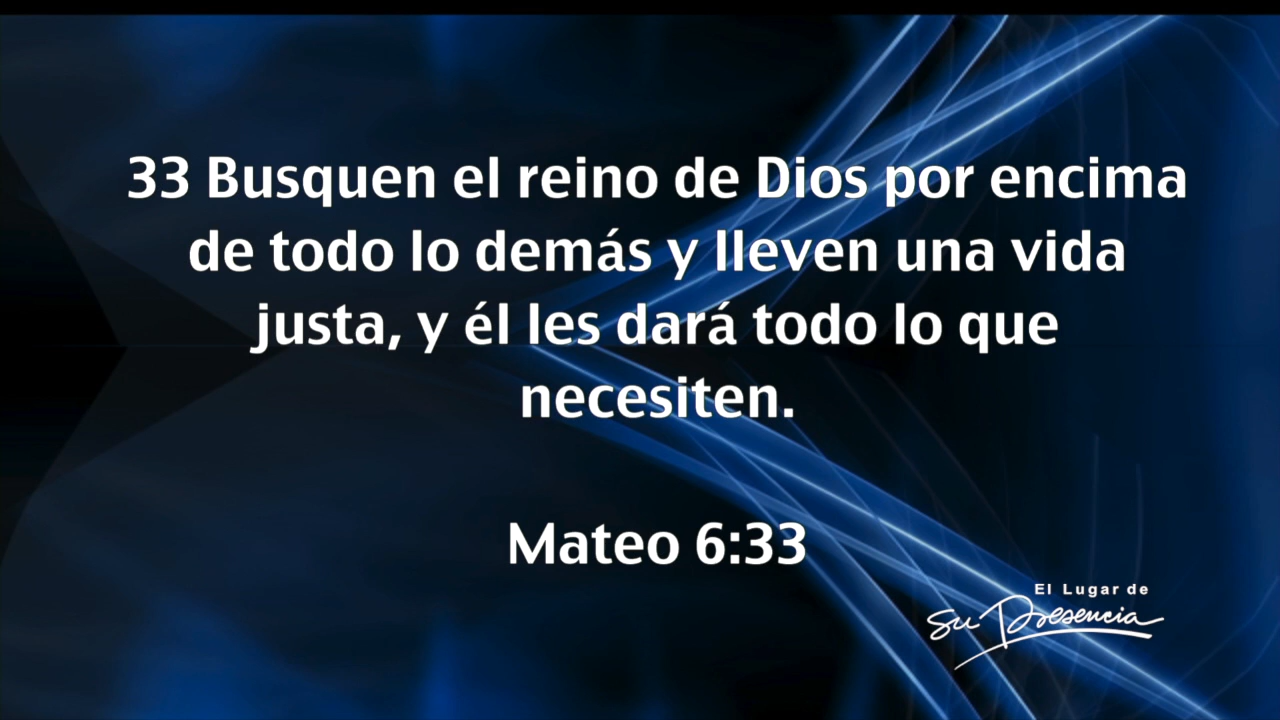 33 Busquen el reino de Dios por encima
de todo lo demás y lleven una vida
justa, y él les dará todo lo que
necesiten.
Mateo 6:33
El Lugar de
Su Presencia